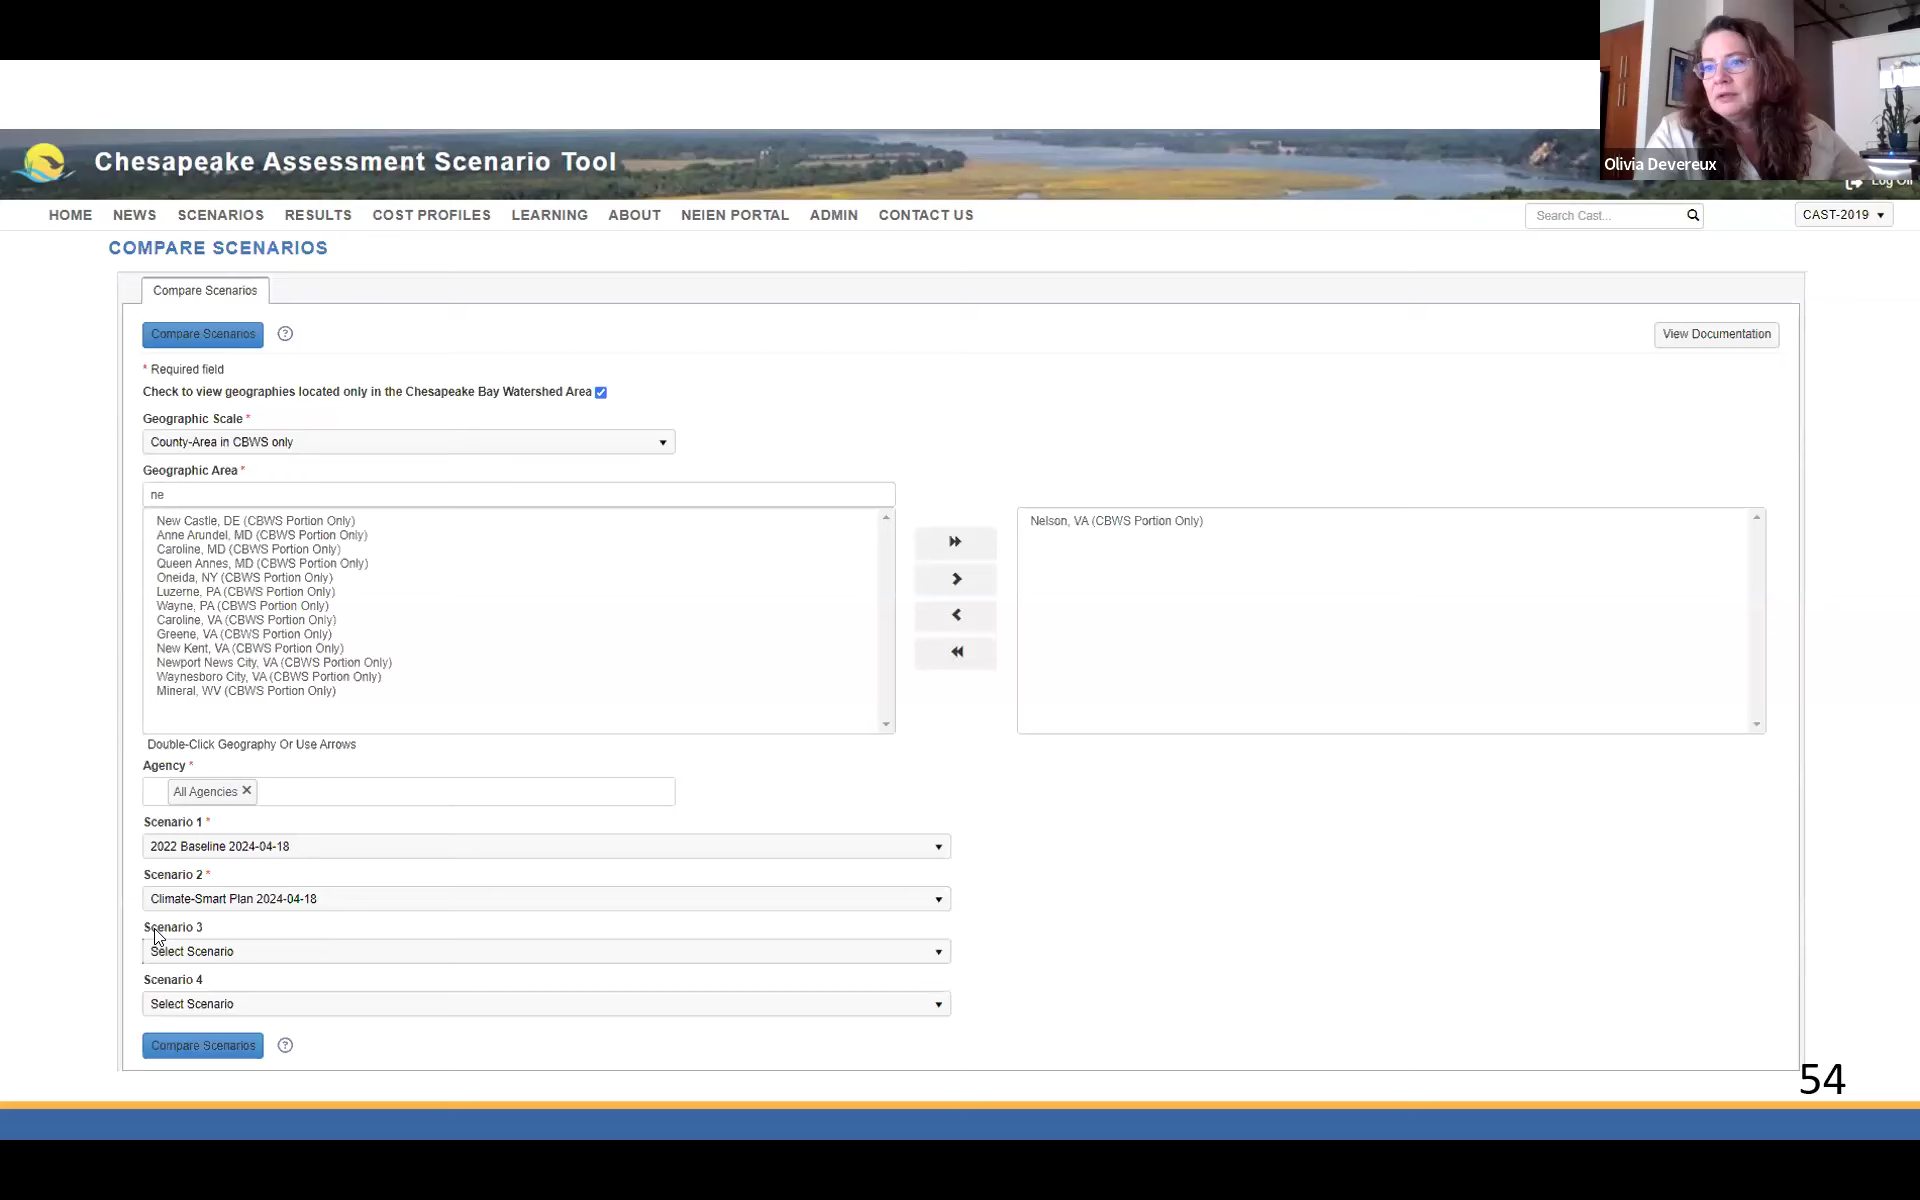 Olivia Devereux
Chesapeake Assessment Scenario Tool
Log Off
HOME NEWS SCENARIOS RESULTS COST PROFILES LEARNING ABOUT NEIEN PORTAL ADMIN CONTACT US Search Cast... CAST-2019
COMPARE SCENARIOS
Compare Scenarios
Compare Scenarios ? View Documentation
* Required field
Check to view geographies located only in the Chesapeake Bay Watershed Area
Geographic Scale *
County-Area in CBWS only
Geographic Area *
ne
New Castle, DE (CBWS Portion Only)
Anne Arundel, MD (CBWS Portion Only)
Caroline, MD (CBWS Portion Only)
Queen Annes, MD (CBWS Portion Only)
Oneida, NY (CBWS Portion Only)
Luzerne, PA (CBWS Portion Only)
Wayne, PA (CBWS Portion Only)
Caroline, VA (CBWS Portion Only)
Greene, VA (CBWS Portion Only)
New Kent, VA (CBWS Portion Only)
Newport News City, VA (CBWS Portion Only)
Waynesboro City, VA (CBWS Portion Only)
Mineral, WV (CBWS Portion Only)
Nelson, VA (CBWS Portion Only)
Double-Click Geography Or Use Arrows
Agency *
All Agencies
Scenario 1 *
2022 Baseline 2024-04-18
Scenario 2 *
Climate-Smart Plan 2024-04-18
Scenario 3
Select Scenario
Scenario 4
Select Scenario
Compare Scenarios ?
54